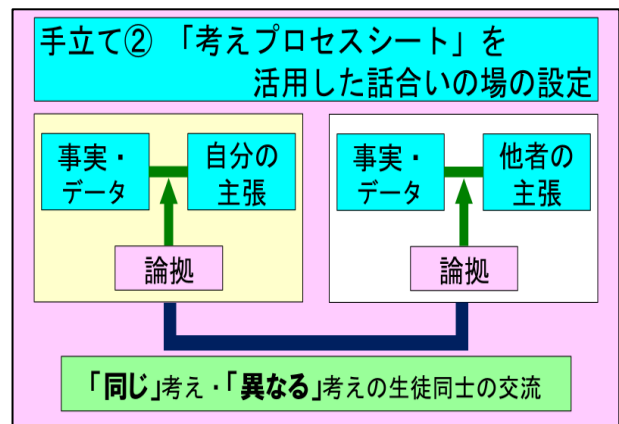 手立て② 「考えプロセスシート」を
活用した話合いの場の設定
事実・
データ
自分の
主張
論拠
事実・
データ
他者の
主張
論拠
「同じ」考え・「異なる」考えの生徒同士の交流